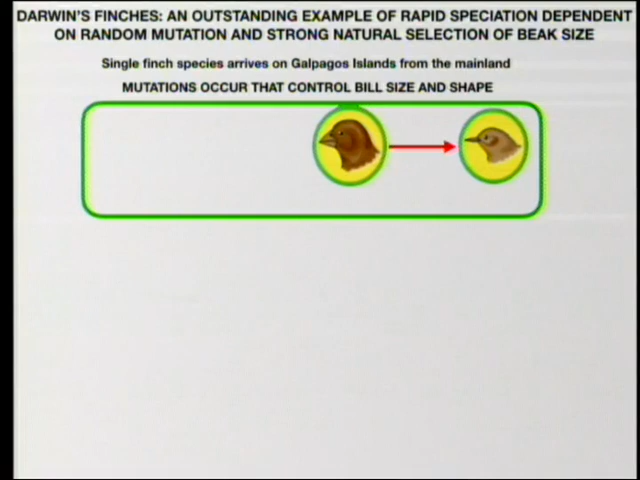 DARWIN'S FINCHES: AN OUTSTANDING EXAMPLE OF RAPID SPECIATION DEPENDENT
ON RANDOM MUTATION AND STRONG NATURAL SELECTION OF BEAK SIZE
Single finch species arrives on Galpagos Islands from the mainland
MUTATIONS OCCUR THAT CONTROL BILL SIZE AND SHAPE